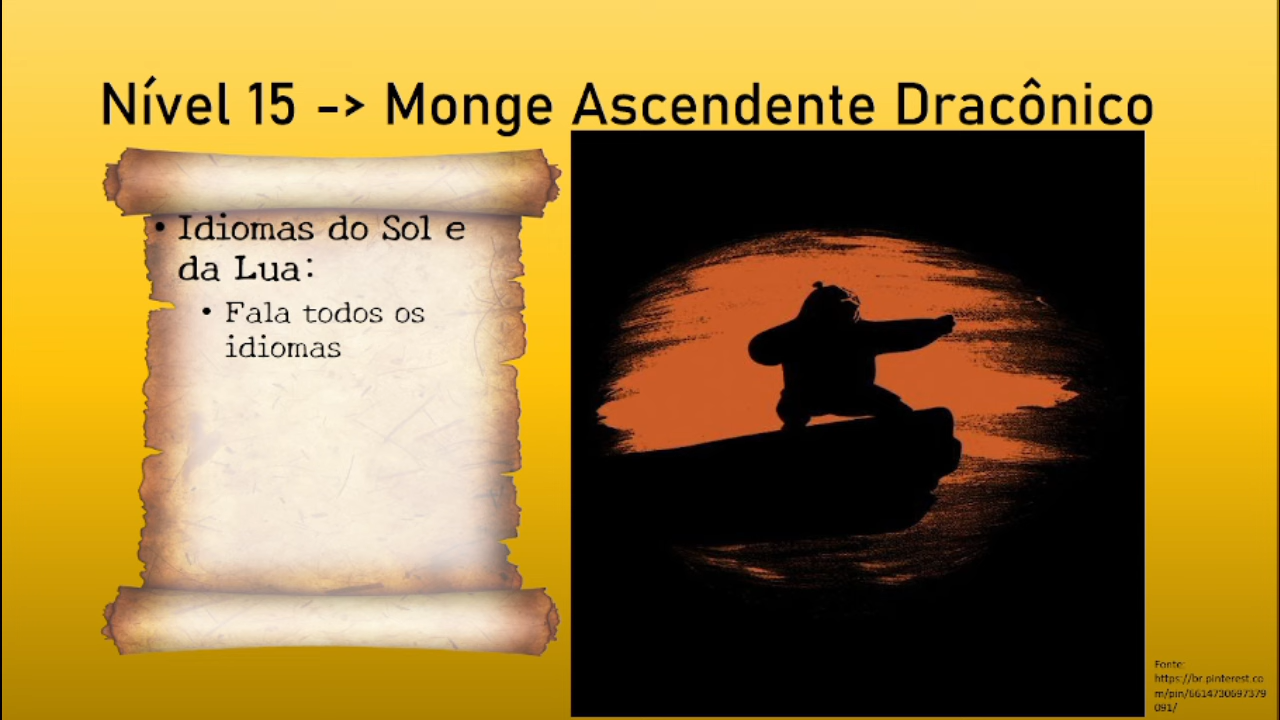 Nível 15 -> Monge Ascendente Dracônico
• Idiomas do Sol e
da Lua:
• Fala todos os
idiomas
Fonte:
https://br.pinterest.co
m/pin/6614730697379
091/